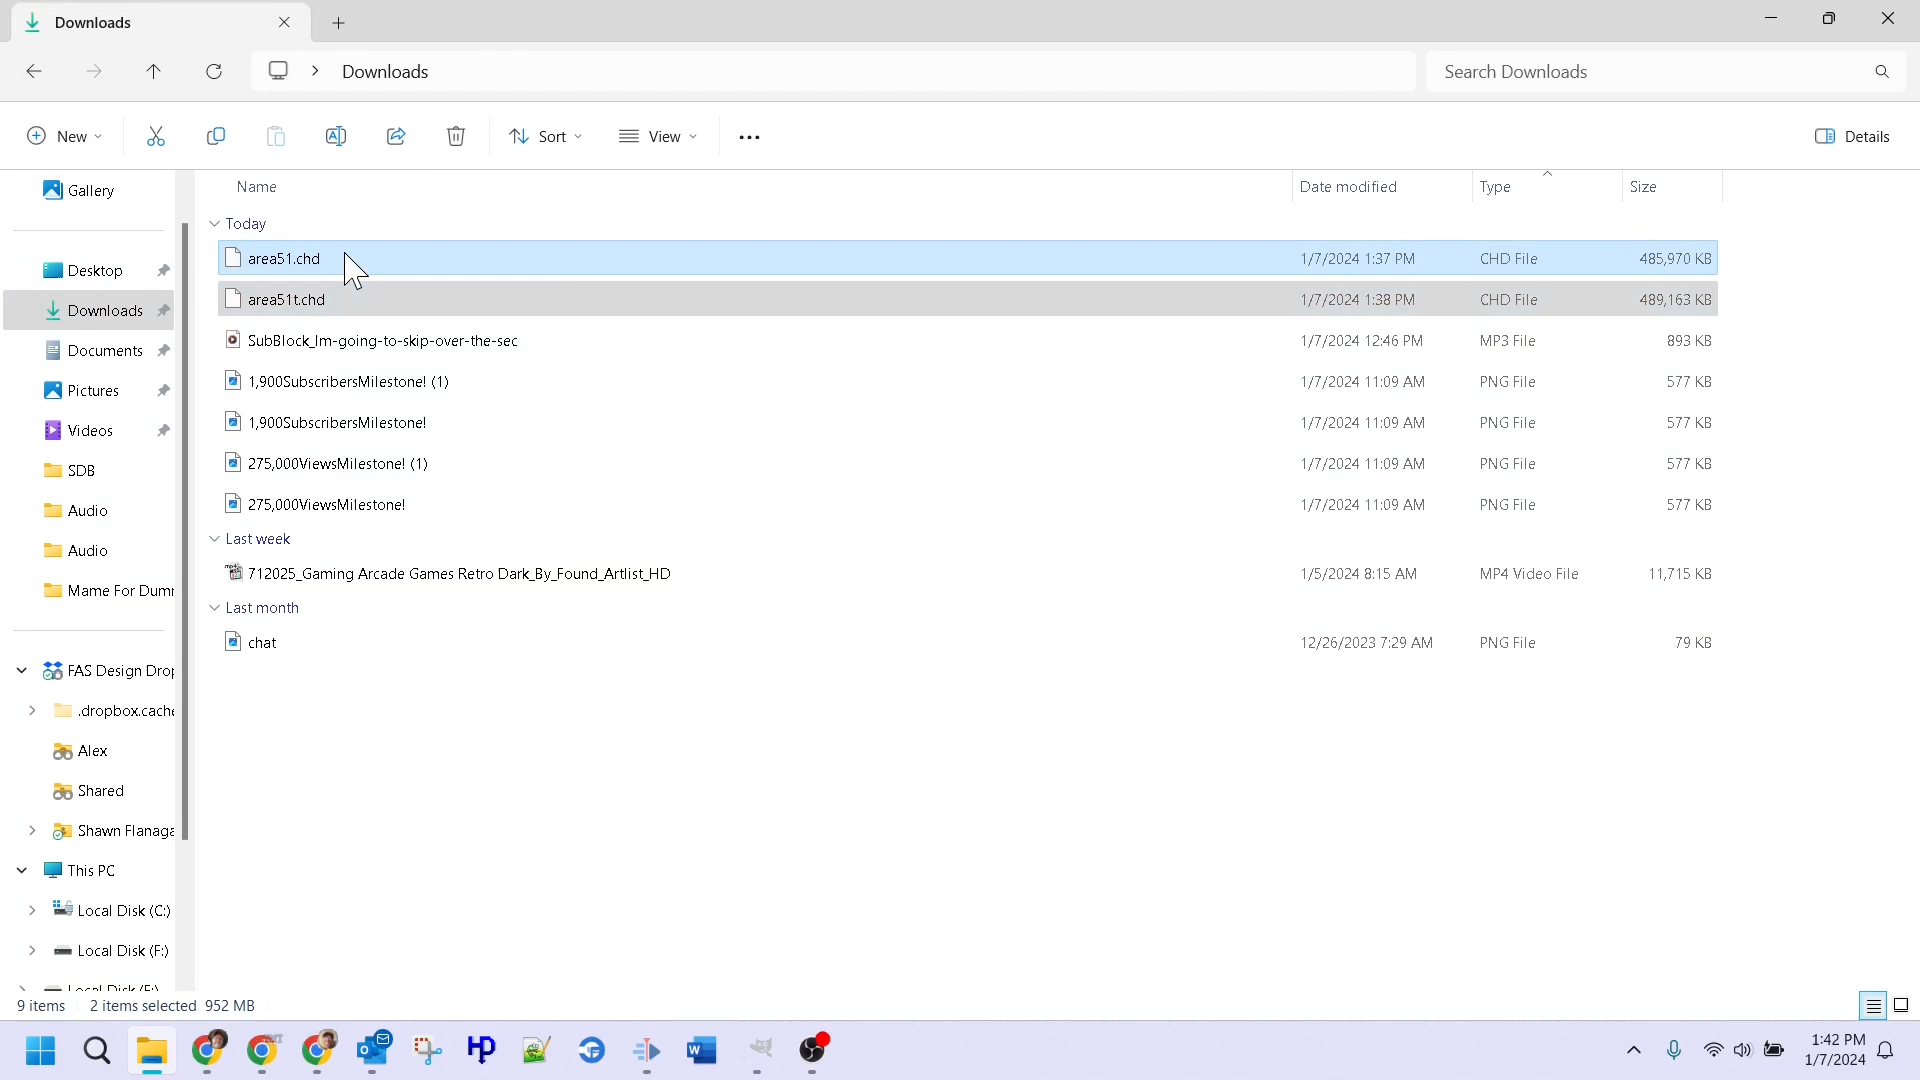 Downloads
Downloads
Search Downloads
New
Sort
View
Details
Gallery
Desktop
Downloads
Documents
Pictures
Videos
SDB
Audio
Audio
Mame For Dum
FAS Design Dro
.dropbox.cache
Alex
Shared
Shawn Flanaga
This PC
Local Disk (C:)
Local Disk (F:)
Name Date modified Type Size
Today
area51.chd 1/7/2024 1:37 PM CHD File 485,970 KB
area51t.chd 1/7/2024 1:38 PM CHD File 489,163 KB
SubBlock_Im-going-to-skip-over-the-sec 1/7/2024 12:46 PM MP3 File 893 KB
1,900SubscribersMilestone! (1) 1/7/2024 11:09 AM PNG File 577 KB
1,900SubscribersMilestone! 1/7/2024 11:09 AM PNG File 577 KB
275,000ViewsMilestone! (1) 1/7/2024 11:09 AM PNG File 577 KB
275,000ViewsMilestone! 1/7/2024 11:09 AM PNG File 577 KB
Last week
712025_Gaming Arcade Games Retro Dark_By_Found_Artlist_HD 1/5/2024 8:15 AM MP4 Video File 11,715 KB
Last month
chat 12/26/2023 7:29 AM PNG File 79 KB
9 items 2 items selected 952 MB
1:42 PM
1/7/2024